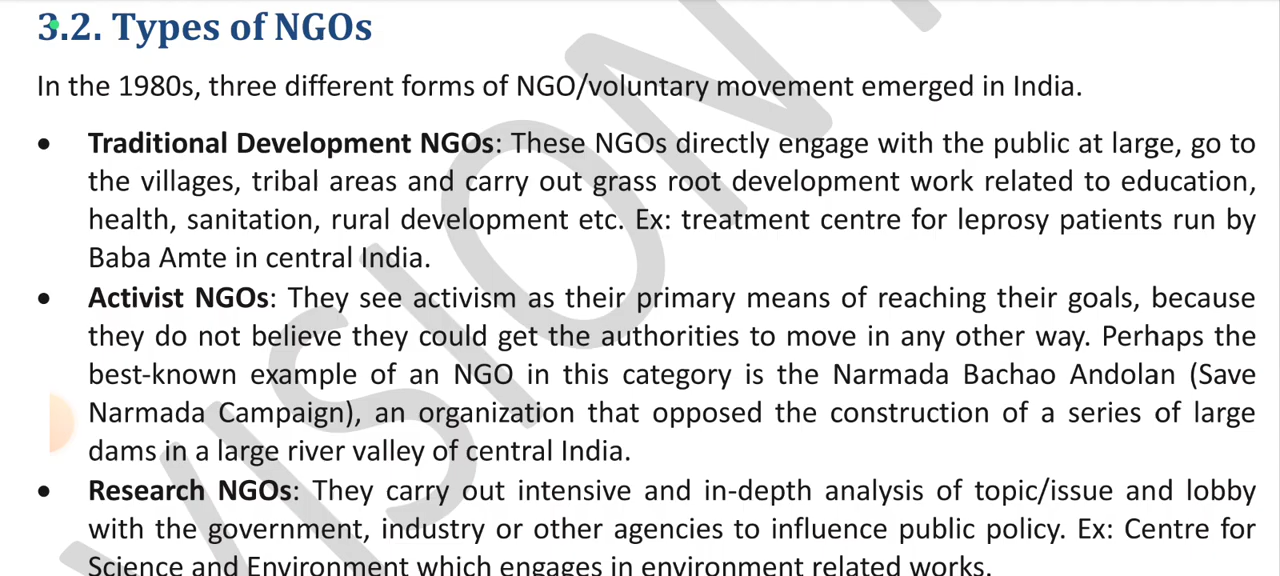 3.2. Types of NGOs
In the 1980s, three different forms of NGO/voluntary movement emerged in India.
• Traditional Development NGOs: These NGOs directly engage with the public at large, go to
the villages, tribal areas and carry out grass root development work related to education,
health, sanitation, rural development etc. Ex: treatment centre for leprosy patients run by
Baba Amte in central India.
• Activist NGOs: They see activism as their primary means of reaching their goals, because
they do not believe they could get the authorities to move in any other way. Perhaps the
best-known example of an NGO in this category is the Narmada Bachao Andolan (Save
Narmada Campaign), an organization that opposed the construction of a series of large
dams in a large river valley of central India.
• Research NGOs: They carry out intensive and in-depth analysis of topic/issue and lobby
with the government, industry or other agencies to influence public policy. Ex: Centre for
Science and Environment which engages in environment related works.
VISION